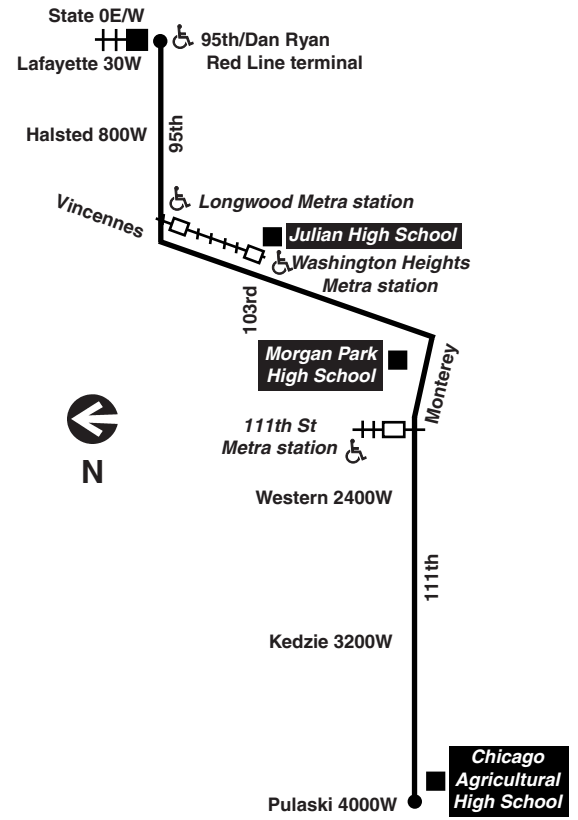 State 0E/W
95th/Dan Ryan
Red Line terminal
Lafayette 30W
Halsted 800W
95th
Longwood Metra station
Vincennes
Julian High School
Washington Heights
Metra station
103rd
Morgan Park
High School
Monterey
111th St
Metra station
N
Western 2400W
111th
Kedzie 3200W
Chicago
Agricultural
High School
Pulaski 4000W